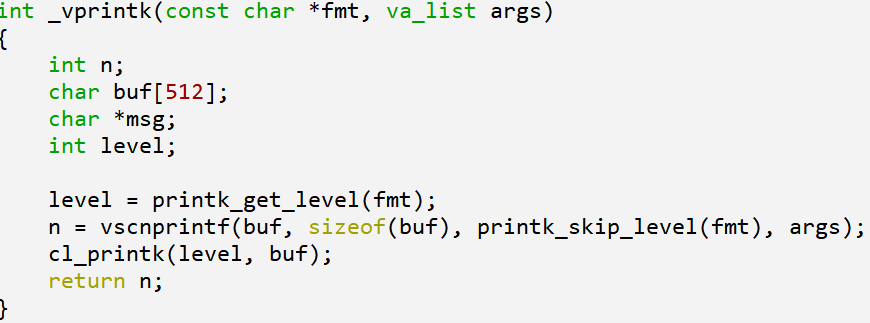 int _vprintk(const char *fmt, va_list args)
{
    int n;
    char buf[512];
    char *msg;
    int level;

    level = printk_get_level(fmt);
    n = vscnprintf(buf, sizeof(buf), printk_skip_level(fmt), args);
    cl_printk(level, buf);
    return n;
}